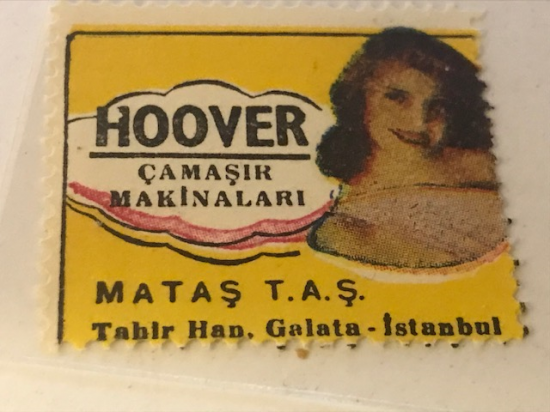 HOOVER
ÇAMAŞIR
MAKİNALARI
MATAŞ T.A.Ş.
Tahir Han, Galata - İstanbul